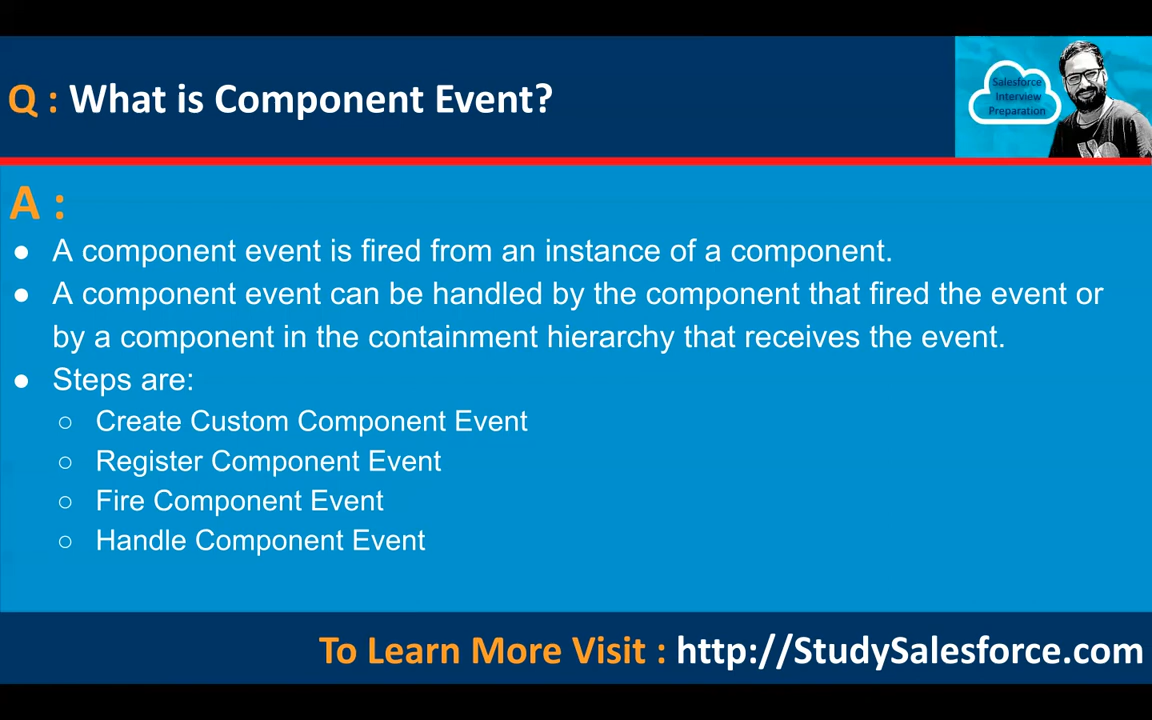 Q : What is Component Event?
Salesforce
Interview
Preparation
A :
● A component event is fired from an instance of a component.
● A component event can be handled by the component that fired the event or
by a component in the containment hierarchy that receives the event.
● Steps are:
○ Create Custom Component Event
○ Register Component Event
○ Fire Component Event
○ Handle Component Event
To Learn More Visit : http://StudySalesforce.com